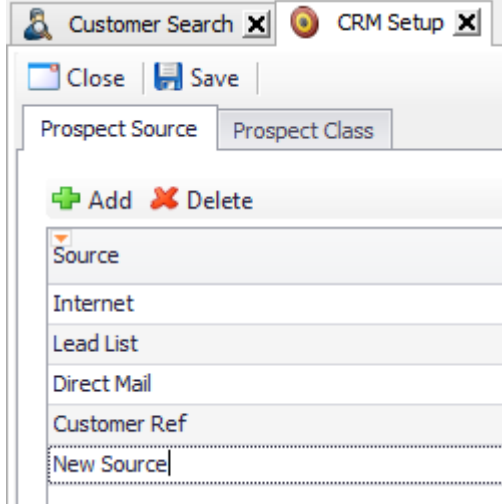 Customer Search CRM Setup
Close Save
Prospect Source Prospect Class
Add Delete
Source
Internet
Lead List
Direct Mail
Customer Ref
New Source